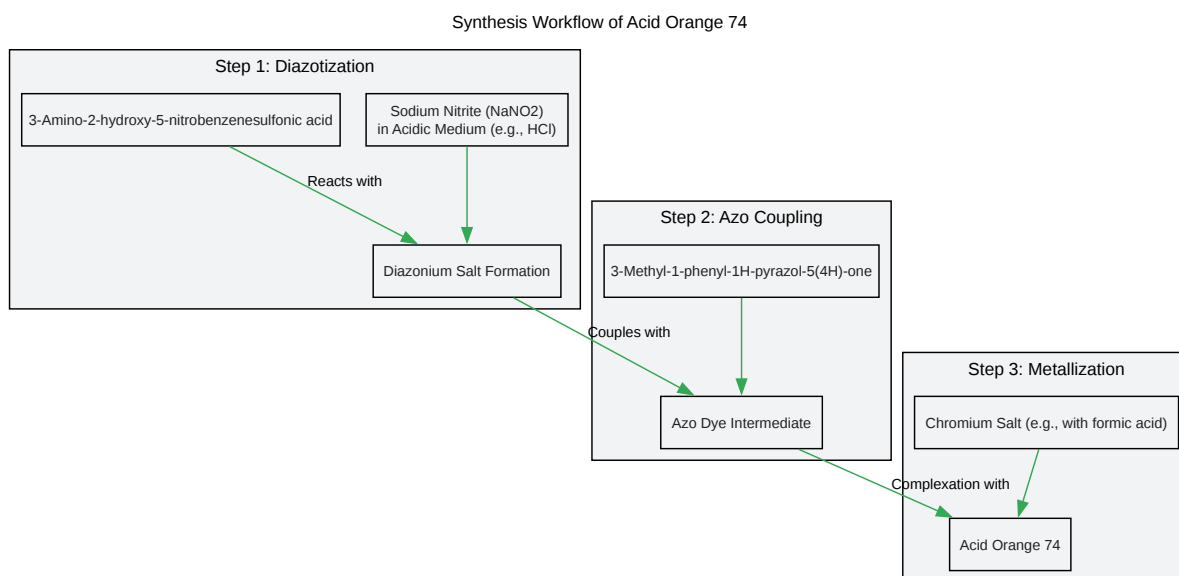 Synthesis Workflow of Acid Orange 74
Step 1: Diazotization
3-Amino-2-hydroxy-5-nitrobenzenesulfonic acid
Sodium Nitrite (NaNO2)
in Acidic Medium (e.g., HCl)
Reacts with
Diazonium Salt Formation
Step 2: Azo Coupling
3-Methyl-1-phenyl-1H-pyrazol-5(4H)-one
Couples with
Azo Dye Intermediate
Step 3: Metallization
Chromium Salt (e.g., with formic acid)
Complexation with
Acid Orange 74